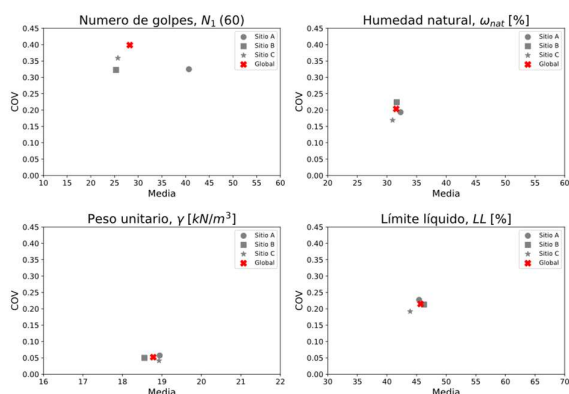 Numero de golpes, N₁ (60)
COV
0.45
0.40
0.35
0.30
0.25
0.20
0.15
0.10
0.05
0.00
10 15 20 25 30 35 40 45 50 55 60
Media
Sitio A
Sitio B
Sitio C
Global
Humedad natural, ω_nat [%]
COV
0.45
0.40
0.35
0.30
0.25
0.20
0.15
0.10
0.05
0.00
20 25 30 35 40 45 50 55 60
Media
Sitio A
Sitio B
Sitio C
Global
Peso unitario, γ [kN/m³]
COV
0.45
0.40
0.35
0.30
0.25
0.20
0.15
0.10
0.05
0.00
16 17 18 19 20 21 22
Media
Sitio A
Sitio B
Sitio C
Global
Límite líquido, LL [%]
COV
0.45
0.40
0.35
0.30
0.25
0.20
0.15
0.10
0.05
0.00
30 35 40 45 50 55 60 65 70
Media
Sitio A
Sitio B
Sitio C
Global